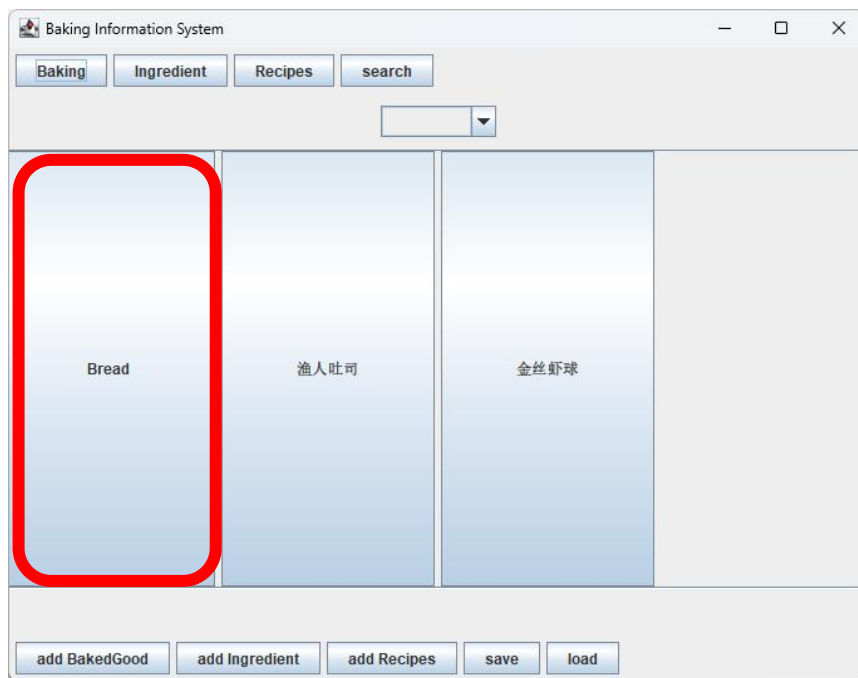 Baking Information System
Baking Ingredient Recipes search
Bread 渔人吐司 金丝虾球
add BakedGood add Ingredient add Recipes save load